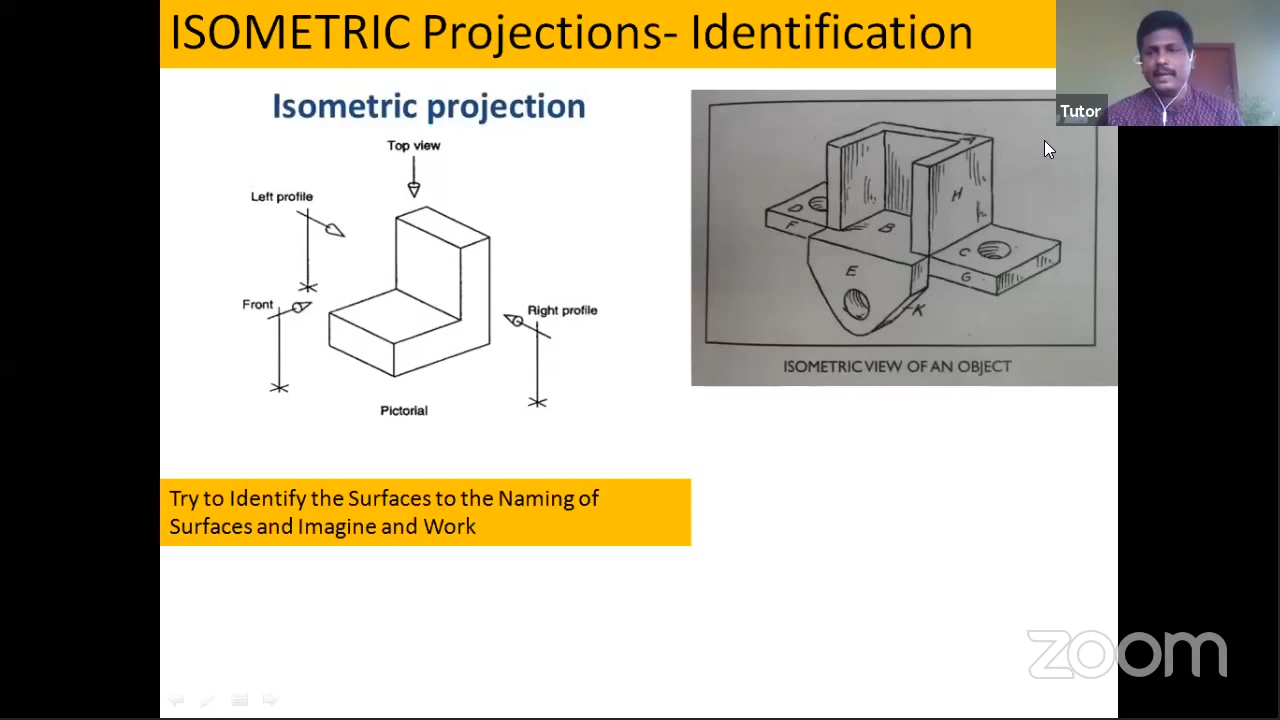 ISOMETRIC Projections- Identification
Isometric projection
Top view
Left profile
Front
Right profile
Pictorial
A
D
F
B
H
h
C
G
E
K
ISOMETRIC VIEW OF AN OBJECT
Try to Identify the Surfaces to the Naming of
Surfaces and Imagine and Work
Tutor
zoom